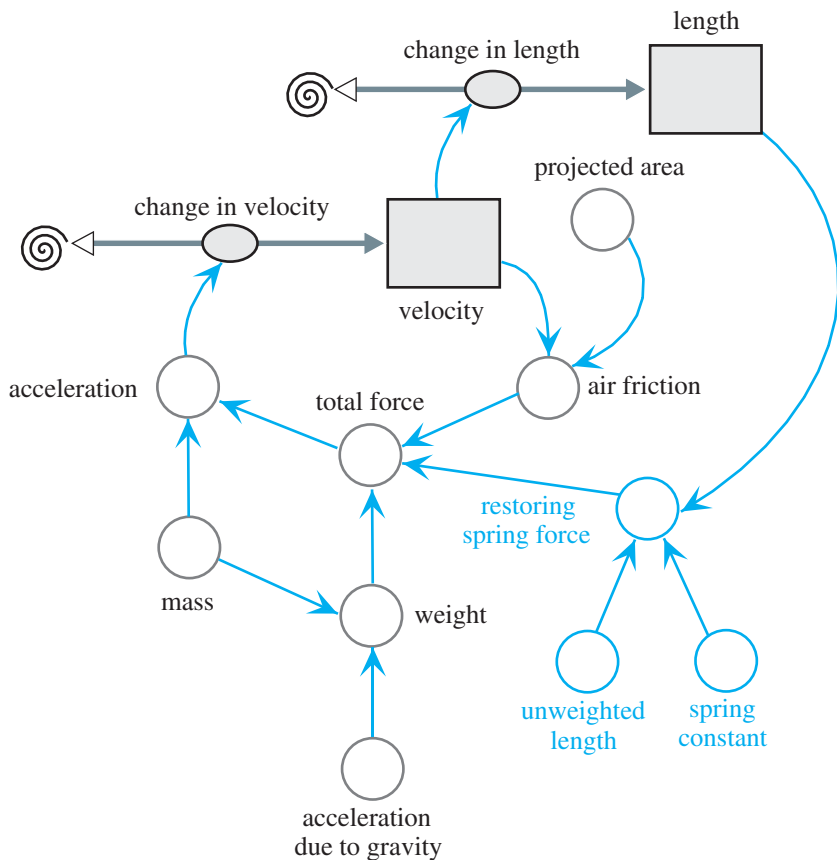 length
change in length
projected area
change in velocity
velocity
acceleration
total force
air friction
restoring
spring force
mass
weight
unweighted
length
spring
constant
acceleration
due to gravity